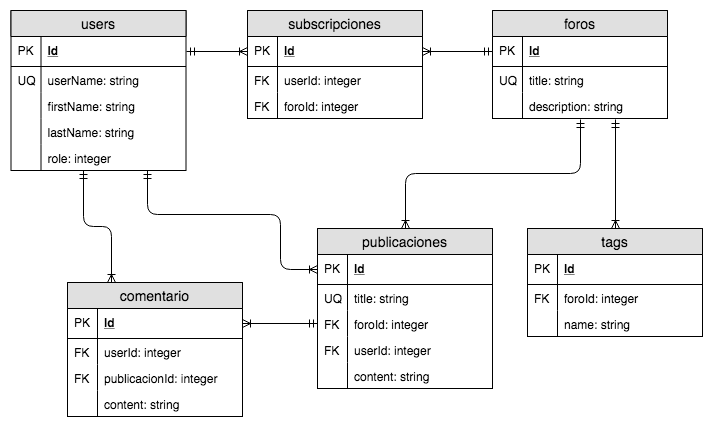 users
PK Id
UQ userName: string
firstName: string
lastName: string
role: integer
subscripciones
PK Id
FK userId: integer
FK foroId: integer
foros
PK Id
UQ title: string
description: string
comentario
PK Id
FK userId: integer
FK publicacionId: integer
content: string
publicaciones
PK Id
UQ title: string
FK foroId: integer
FK userId: integer
content: string
tags
PK Id
FK foroId: integer
name: string